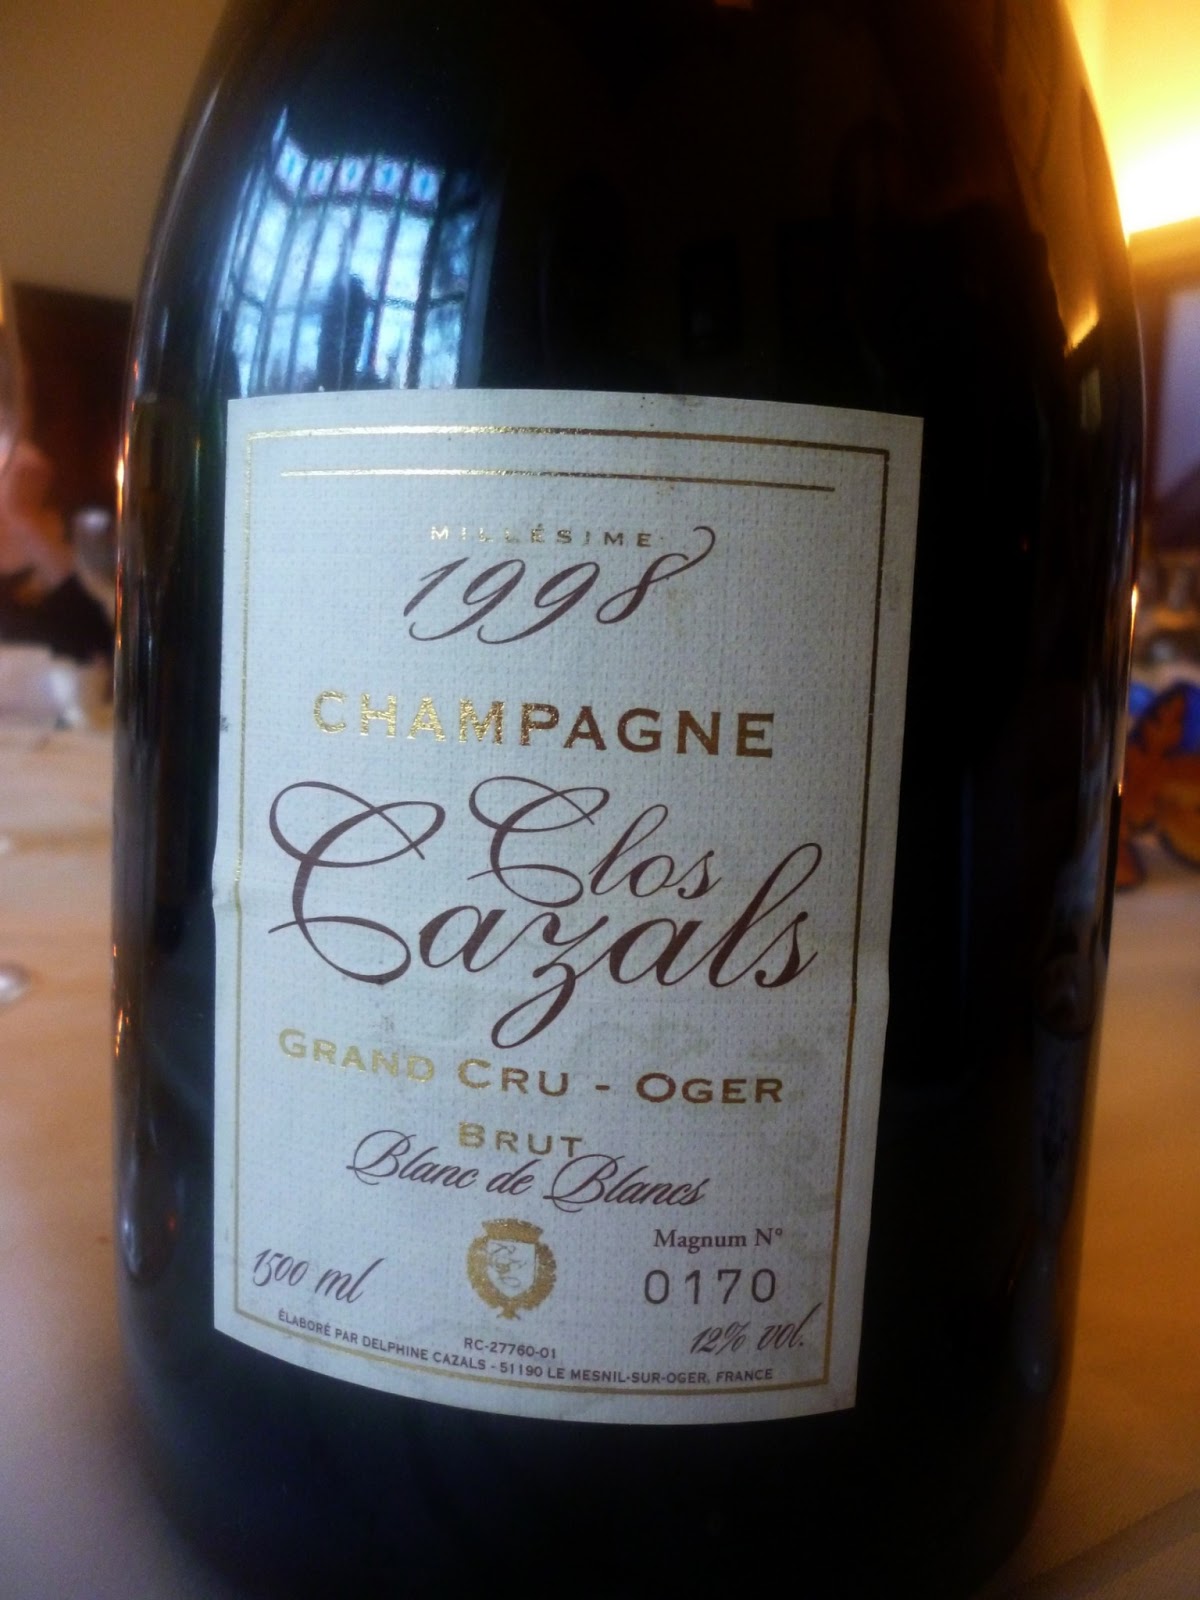 MILLÉSIME
1998
CHAMPAGNE
Clos
Cazals
GRAND CRU - OGER
BRUT
Blanc de Blancs
1500 ml
Magnum N°
0170
12% vol.
RC-27760-01
ÉLABORÉ PAR DELPHINE CAZALS - 51190 LE MESNIL-SUR-OGER, FRANCE